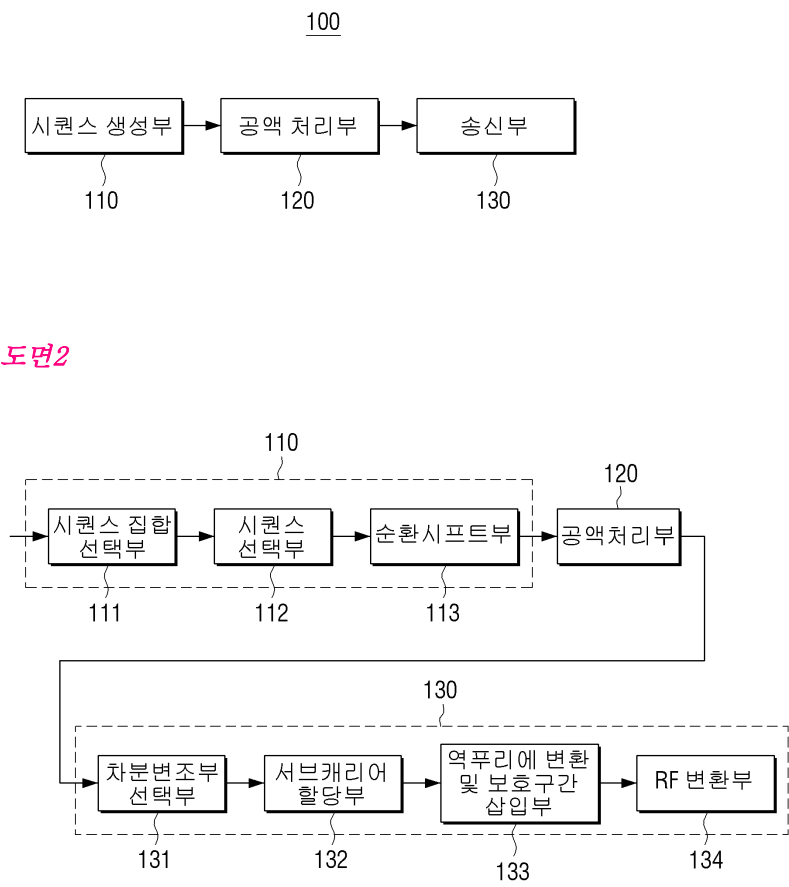 100
시퀀스 생성부
공액 처리부
송신부
110
120
130
도면2
110
120
시퀀스 집합
선택부
시퀀스
선택부
순환시프트부
공액처리부
111
112
113
130
차분변조부
선택부
서브캐리어
할당부
역푸리에 변환
및 보호구간
삽입부
RF 변환부
131
132
133
134